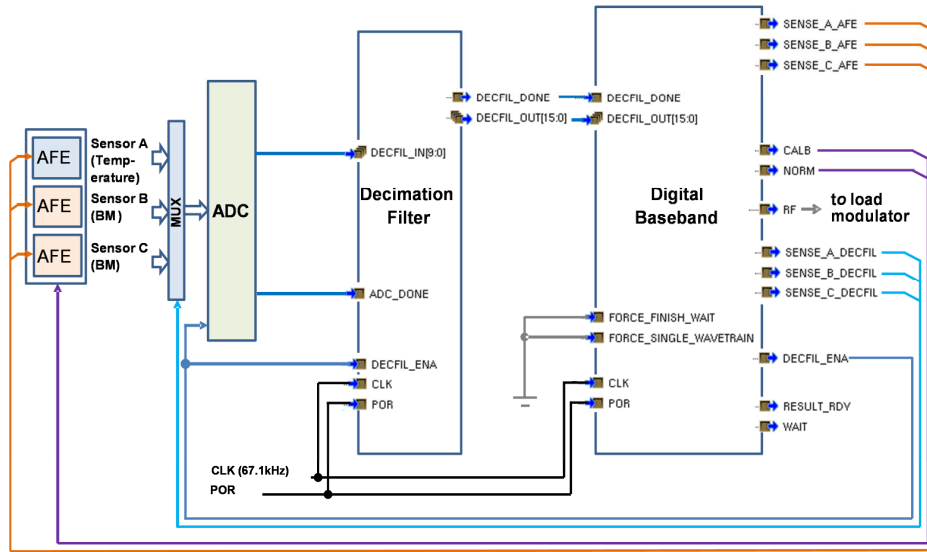 SENSE_A_AFE
SENSE_B_AFE
SENSE_C_AFE
DECFIL_DONE
DECFIL_OUT[15:0]
DECFIL_DONE
DECFIL_OUT[15:0]
AFE
Sensor A
(Temp-
erature)
AFE
Sensor B
(BM)
AFE
Sensor C
(BM)
MUX
ADC
DECFIL_IN[9:0]
Decimation
Filter
ADC_DONE
DECFIL_ENA
CLK
POR
Digital
Baseband
CALB
NORM
RF
to load
modulator
SENSE_A_DECFIL
SENSE_B_DECFIL
SENSE_C_DECFIL
FORCE_FINISH_WAIT
FORCE_SINGLE_WAVETRAIN
DECFIL_ENA
CLK
POR
RESULT_RDY
WAIT
CLK (67.1kHz)
POR